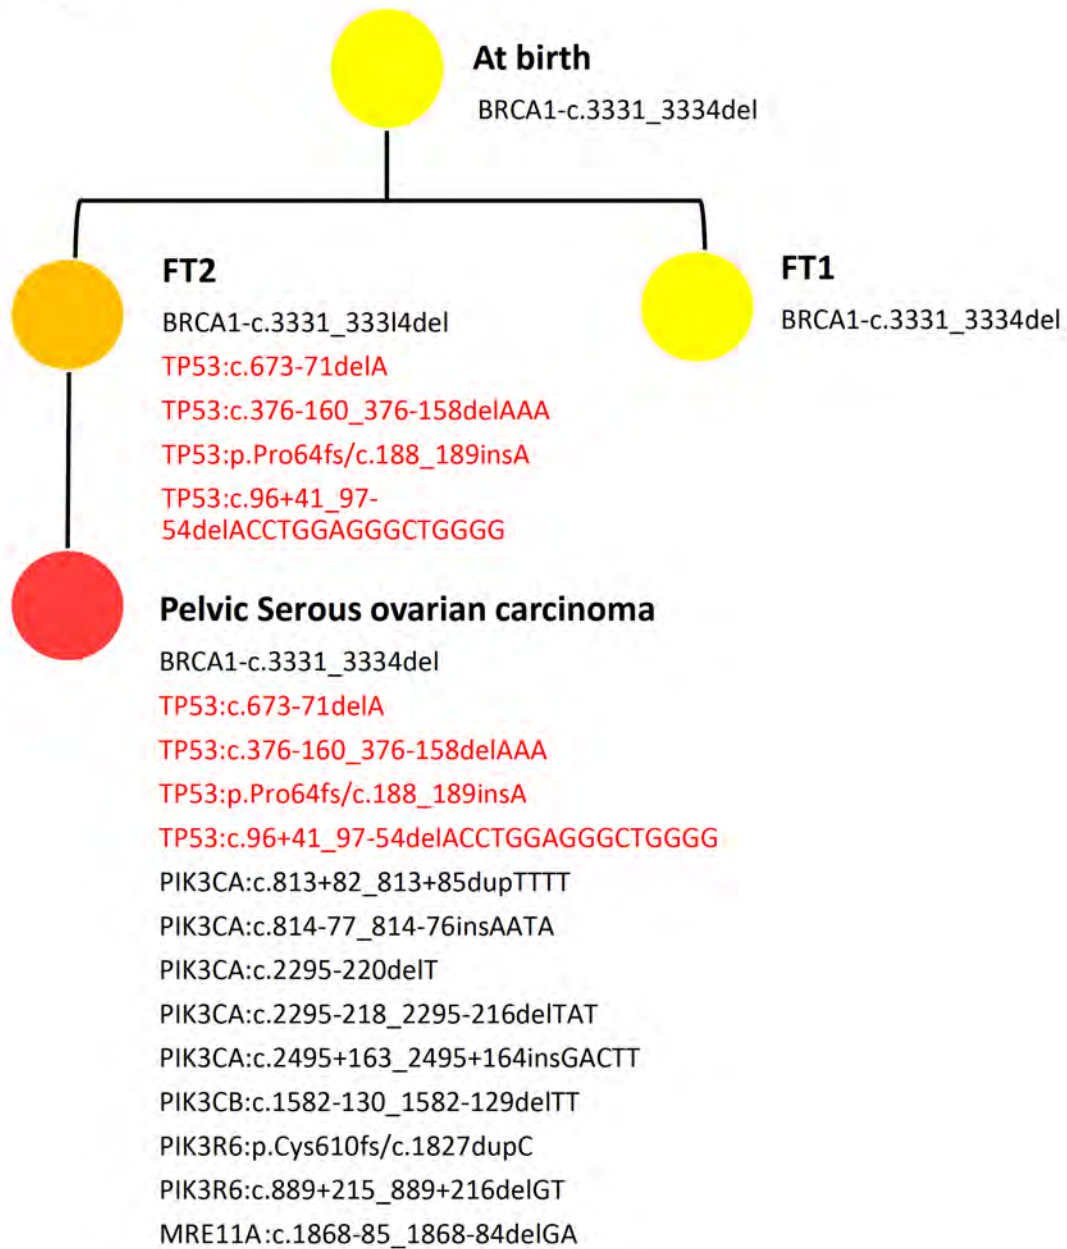 At birth
BRCA1-c.3331_3334del
FT2
BRCA1-c.3331_333l4del
TP53:c.673-71delA
TP53:c.376-160_376-158delAAA
TP53:p.Pro64fs/c.188_189insA
TP53:c.96+41_97-
54delACCTGGAGGGCTGGGG
FT1
BRCA1-c.3331_3334del
Pelvic Serous ovarian carcinoma
BRCA1-c.3331_3334del
TP53:c.673-71delA
TP53:c.376-160_376-158delAAA
TP53:p.Pro64fs/c.188_189insA
TP53:c.96+41_97-54delACCTGGAGGGCTGGGG
PIK3CA:c.813+82_813+85dupTTTT
PIK3CA:c.814-77_814-76insAATA
PIK3CA:c.2295-220delT
PIK3CA:c.2295-218_2295-216delTAT
PIK3CA:c.2495+163_2495+164insGACTT
PIK3CB:c.1582-130_1582-129delTT
PIK3R6:p.Cys610fs/c.1827dupC
PIK3R6:c.889+215_889+216delGT
MRE11A:c.1868-85_1868-84delGA